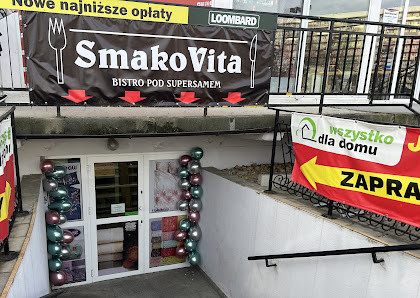 Nowe najniższe opłaty
LOOMBARD
SmakoVita
BISTRO POD SUPERSAMEM
wszystko
dla domu
ZAPRA